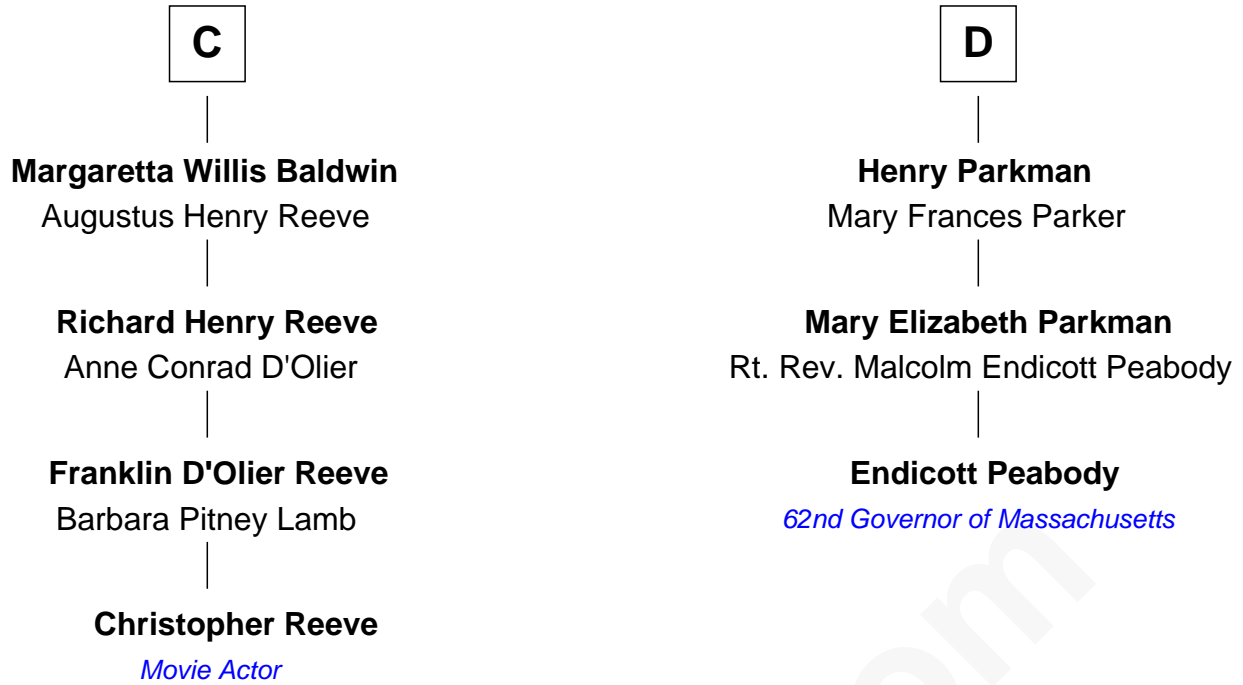 C
Margaretta Willis Baldwin
Augustus Henry Reeve
Richard Henry Reeve
Anne Conrad D'Olier
Franklin D'Olier Reeve
Barbara Pitney Lamb
Christopher Reeve
Movie Actor
D
Henry Parkman
Mary Frances Parker
Mary Elizabeth Parkman
Rt. Rev. Malcolm Endicott Peabody
Endicott Peabody
62nd Governor of Massachusetts